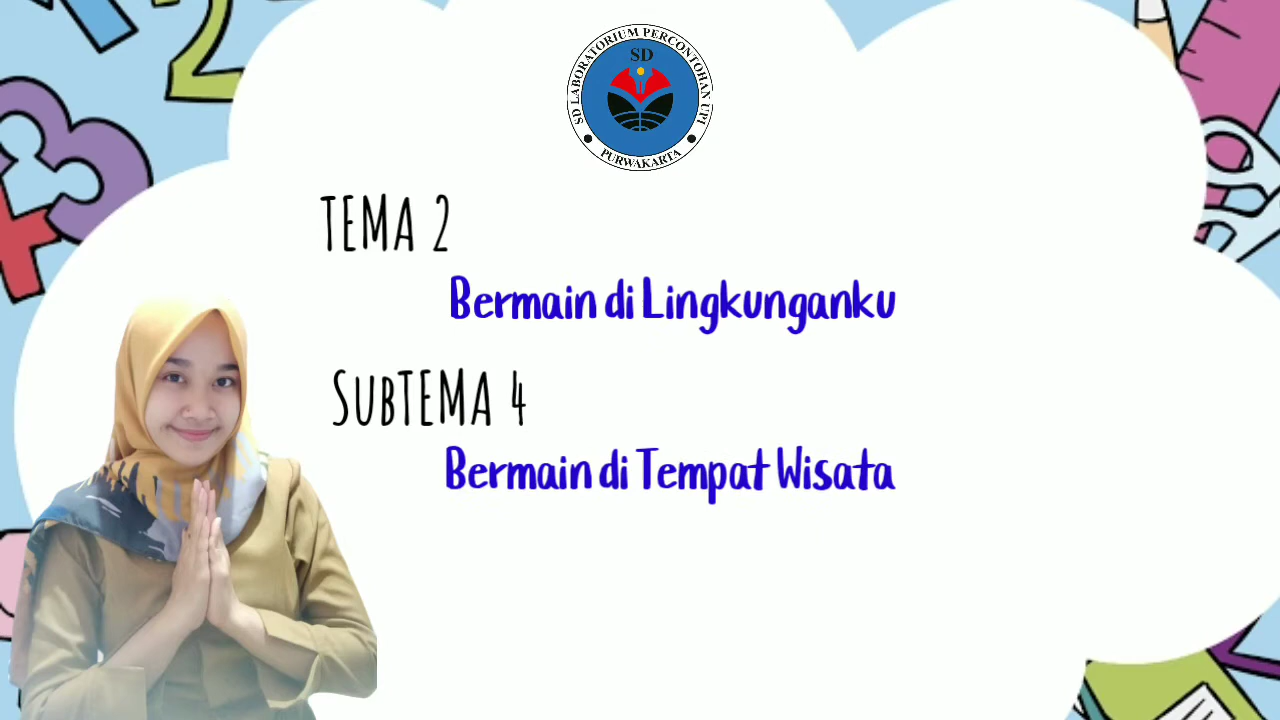 SD LABORATORIUM PERCONTOHAN UPI
SD
PURWAKARTA
TEMA 2
Bermain di Lingkunganku
SubTEMA 4
Bermain di Tempat Wisata